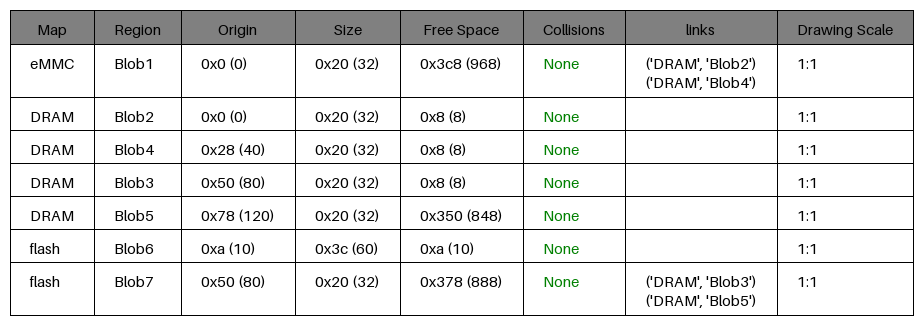 Map Region Origin Size Free Space Collisions links Drawing Scale
eMMC Blob1 0x0 (0) 0x20 (32) 0x3c8 (968) None ('DRAM', 'Blob2') 1:1
('DRAM', 'Blob4')
DRAM Blob2 0x0 (0) 0x20 (32) 0x8 (8) None 1:1
DRAM Blob4 0x28 (40) 0x20 (32) 0x8 (8) None 1:1
DRAM Blob3 0x50 (80) 0x20 (32) 0x8 (8) None 1:1
DRAM Blob5 0x78 (120) 0x20 (32) 0x350 (848) None 1:1
flash Blob6 0xa (10) 0x3c (60) 0xa (10) None 1:1
flash Blob7 0x50 (80) 0x20 (32) 0x378 (888) None ('DRAM', 'Blob3') 1:1
('DRAM', 'Blob5')